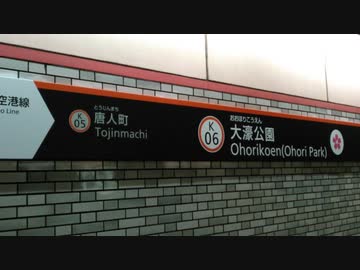 空港線
o Line
K
05
とうじんまち
唐人町
Tojinmachi
K
06
おおほりこうえん
大濠公園
Ohorikoen(Ohori Park)